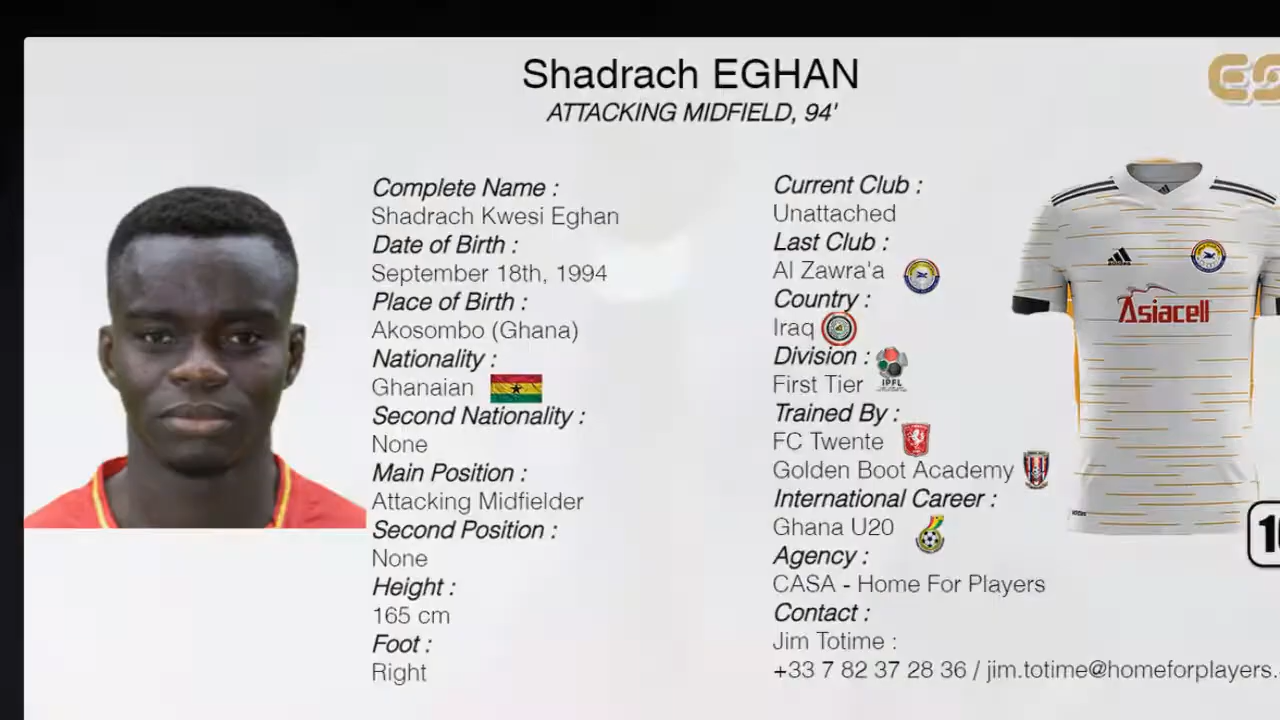 Shadrach EGHAN
ATTACKING MIDFIELD, 94'
Complete Name :
Shadrach Kwesi Eghan
Date of Birth :
September 18th, 1994
Place of Birth :
Akosombo (Ghana)
Nationality :
Ghanaian
Second Nationality :
None
Main Position :
Attacking Midfielder
Second Position :
None
Height :
165 cm
Foot :
Right
Current Club :
Unattached
Last Club :
Al Zawra'a
Country :
Iraq
Division :
IPFL
First Tier
Trained By :
FC Twente
Golden Boot Academy
International Career :
Ghana U20
Agency :
CASA - Home For Players
Contact :
Jim Totime :
+33 7 82 37 28 36 / jim.totime@homeforplayers.
Asiacell